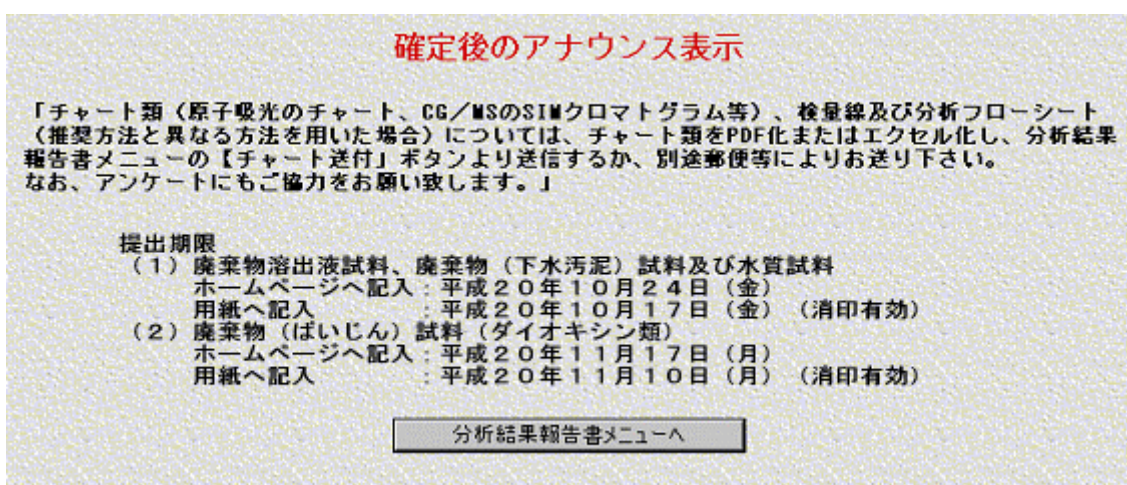 確定後のアナウンス表示
「チャート類（原子吸光のチャート、CG／MSのSIMクロマトグラム等）、検量線及び分析フローシート
（推奨方法と異なる方法を用いた場合）については、チャート類をPDF化またはエクセル化し、分析結果
報告書メニューの【チャート送付」ボタンより送信するか、別途郵便等によりお送り下さい。
なお、アンケートにもご協力をお願い致します。」
提出期限
（１）廃棄物溶出液試料、廃棄物（下水汚泥）試料及び水質試料
ホームページへ記入：平成２０年１０月２４日（金）
用紙へ記入　　　　：平成２０年１０月１７日（金）（消印有効）
（２）廃棄物（ばいじん）試料（ダイオキシン類）
ホームページへ記入：平成２０年１１月１７日（月）
用紙へ記入　　　　：平成２０年１１月１０日（月）（消印有効）
分析結果報告書メニューへ